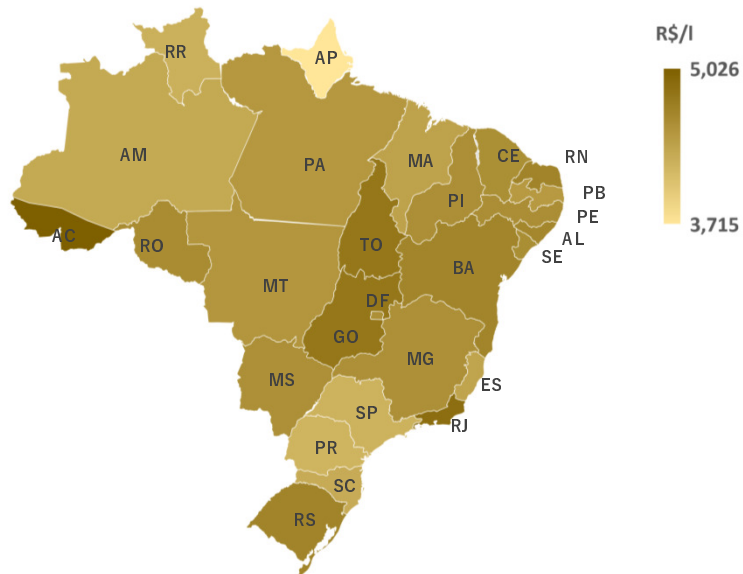 R$/l
5,026
3,715
RR
AP
AM
PA
MA
CE
RN
PB
PE
AL
SE
PI
AC
RO
TO
BA
MT
DF
GO
MG
ES
MS
SP
RJ
PR
SC
RS